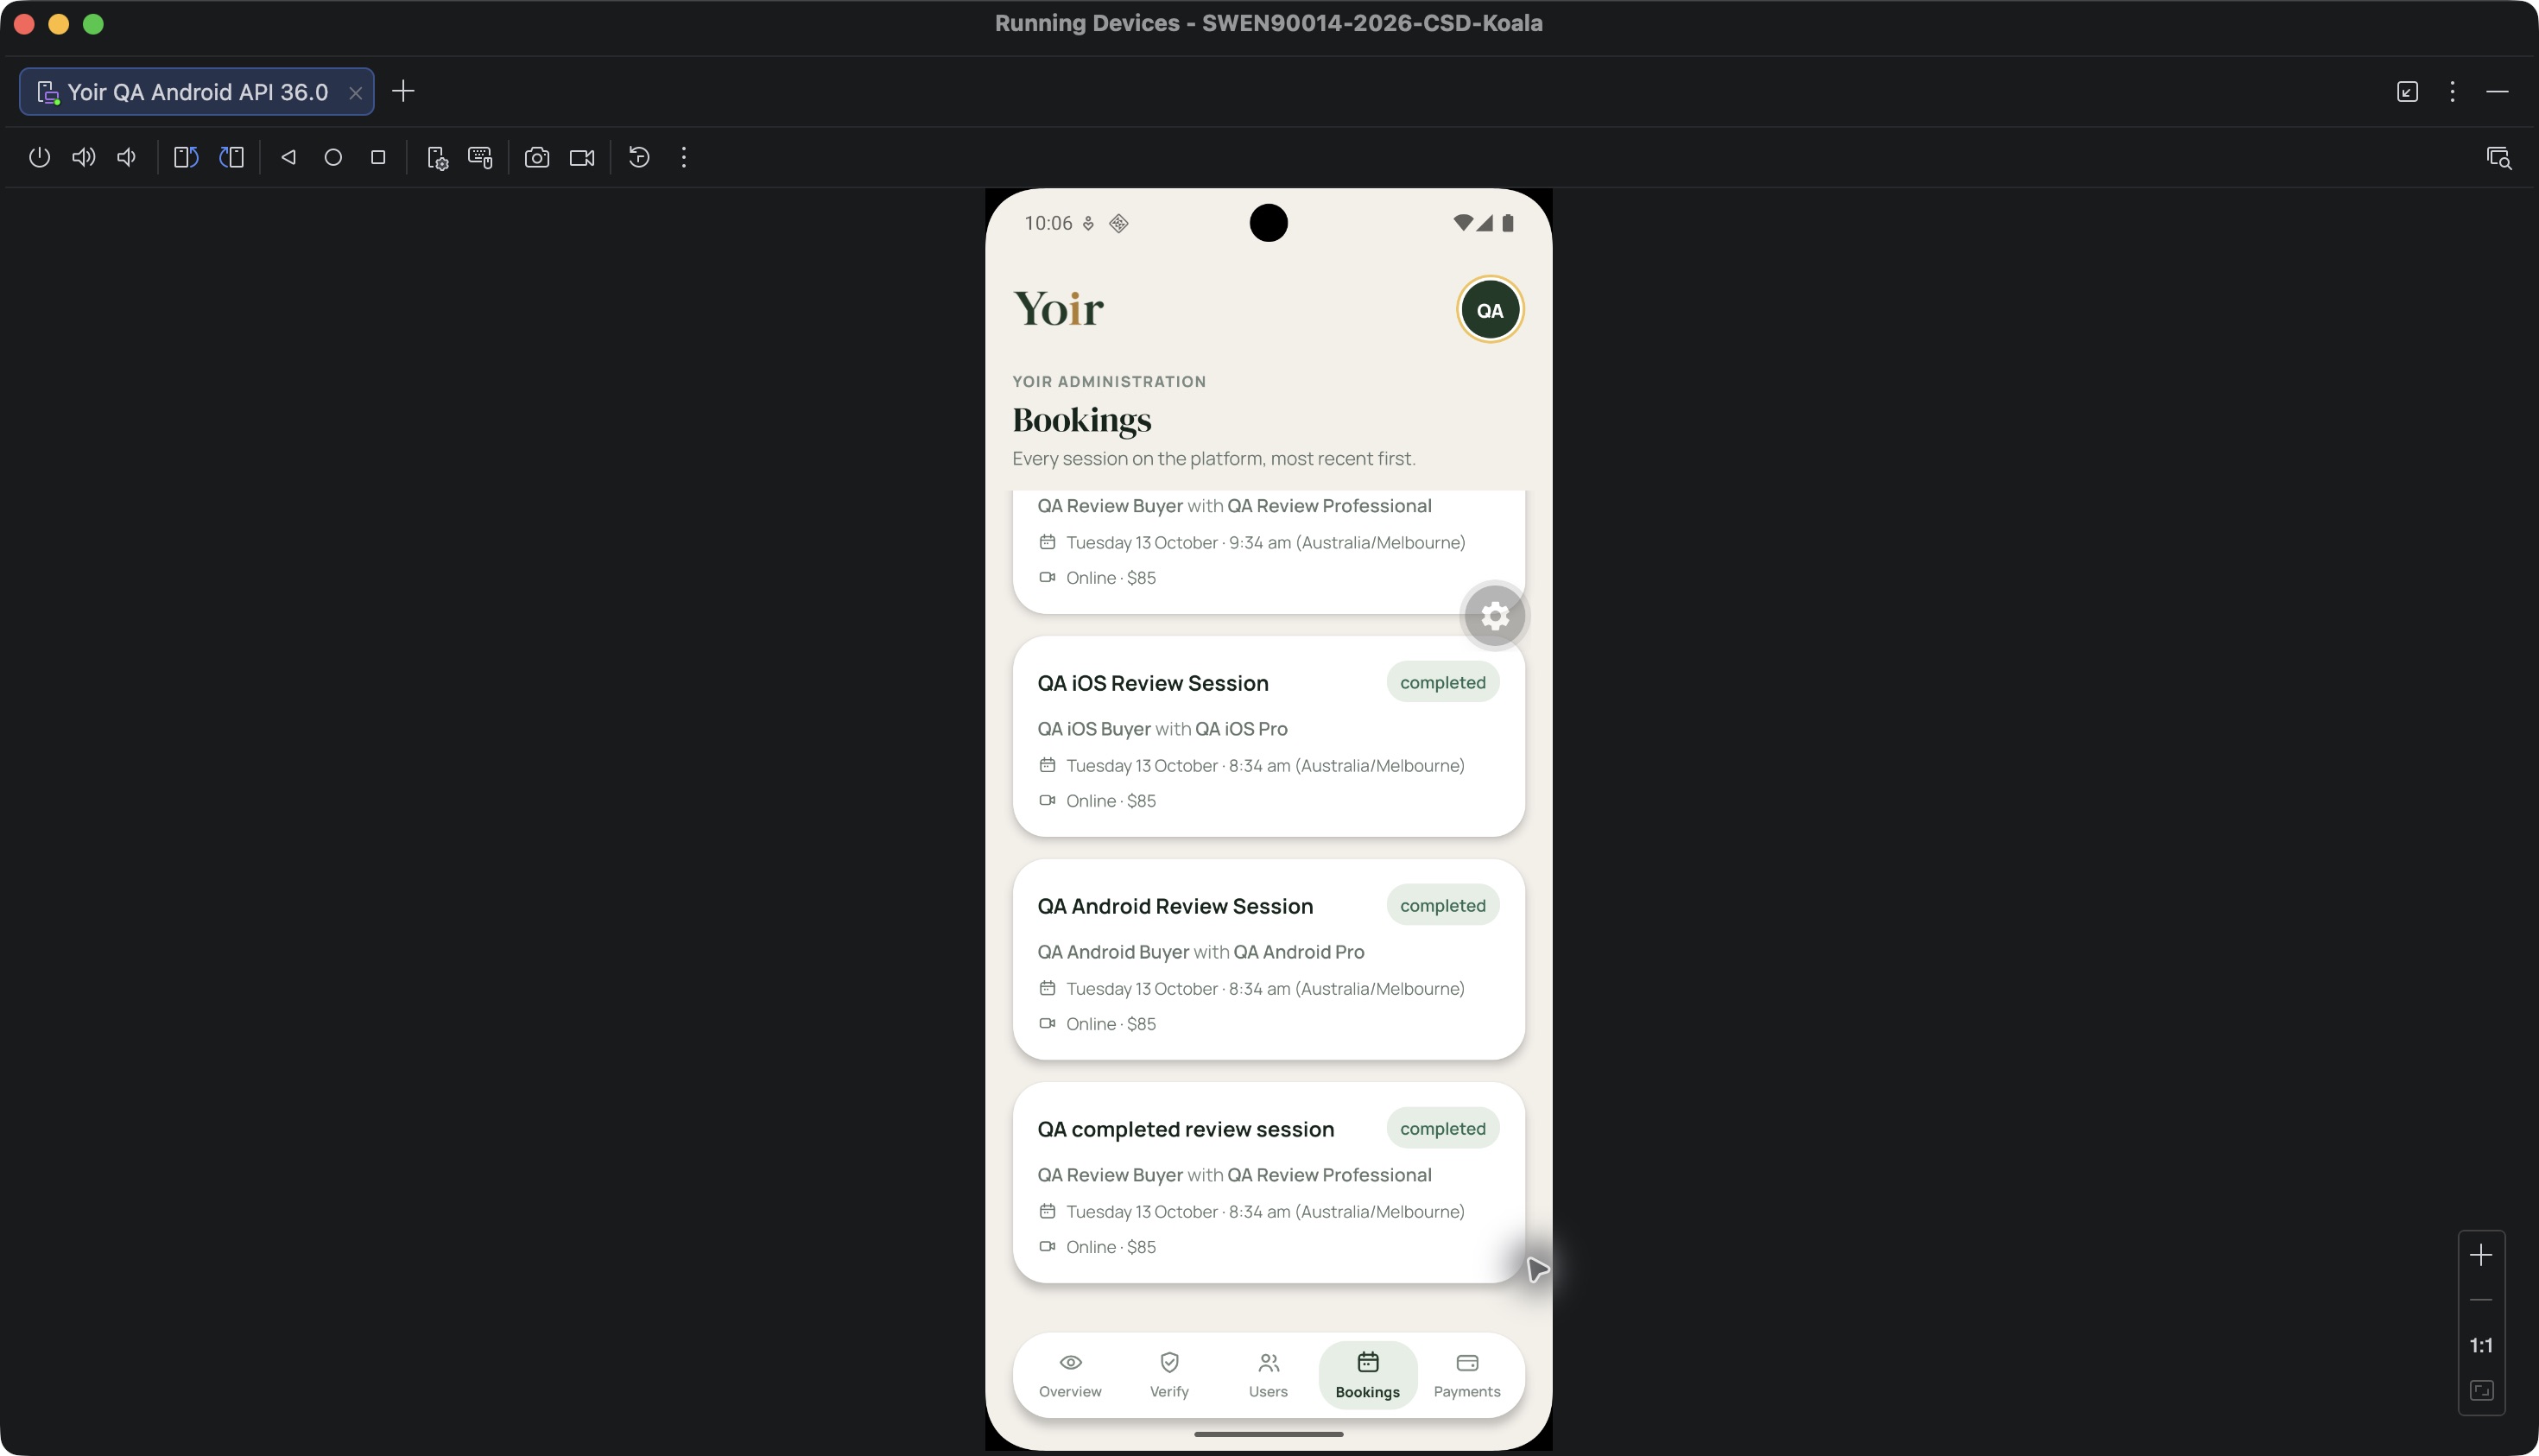 Running Devices - SWEN90014-2026-CSD-Koala
Yoir QA Android API 36.0
10:06
Yoir
QA
YOIR ADMINISTRATION
Bookings
Every session on the platform, most recent first.
QA Review Buyer with QA Review Professional
Tuesday 13 October · 9:34 am (Australia/Melbourne)
Online · $85
QA iOS Review Session
completed
QA iOS Buyer with QA iOS Pro
Tuesday 13 October · 8:34 am (Australia/Melbourne)
Online · $85
QA Android Review Session
completed
QA Android Buyer with QA Android Pro
Tuesday 13 October · 8:34 am (Australia/Melbourne)
Online · $85
QA completed review session
completed
QA Review Buyer with QA Review Professional
Tuesday 13 October · 8:34 am (Australia/Melbourne)
Online · $85
1:1
Overview
Verify
Users
Bookings
Payments